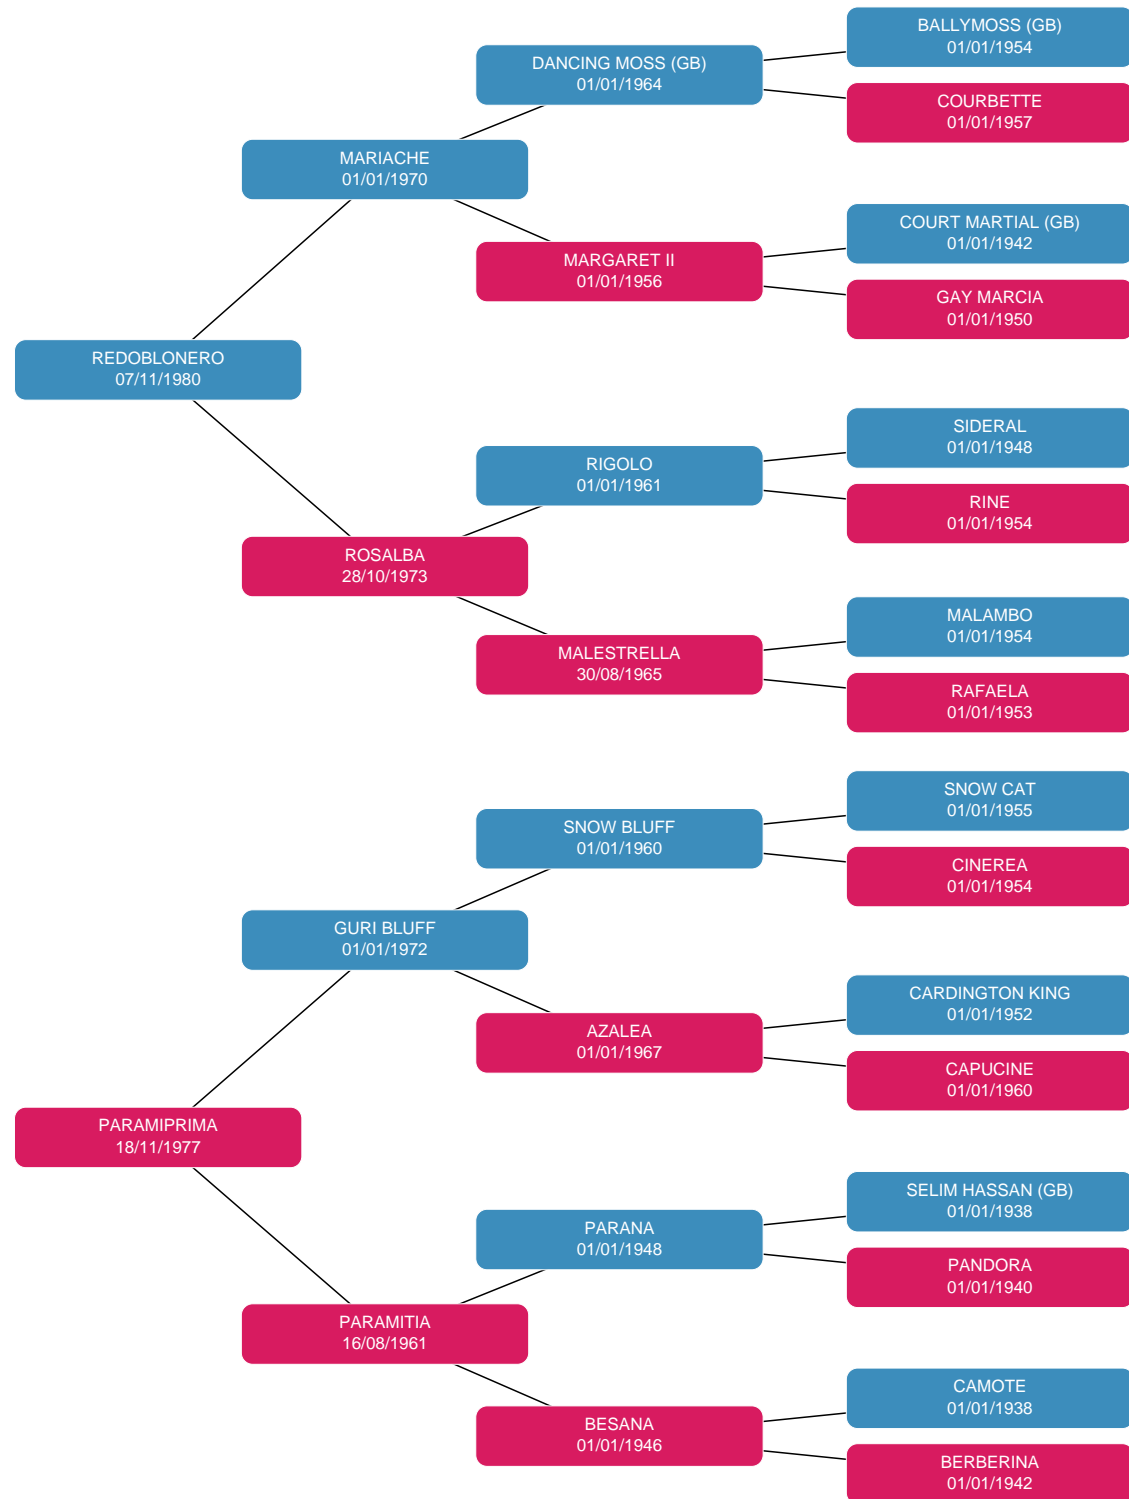 BALLYMOSS (GB)
01/01/1954
DANCING MOSS (GB)
01/01/1964
COURBETTE
01/01/1957
MARIACHE
01/01/1970
COURT MARTIAL (GB)
01/01/1942
MARGARET II
01/01/1956
GAY MARCIA
01/01/1950
REDOBLONERO
07/11/1980
SIDERAL
01/01/1948
RIGOLO
01/01/1961
RINE
01/01/1954
ROSALBA
28/10/1973
MALAMBO
01/01/1954
MALESTRELLA
30/08/1965
RAFAELA
01/01/1953
SNOW CAT
01/01/1955
SNOW BLUFF
01/01/1960
CINEREA
01/01/1954
GURI BLUFF
01/01/1972
CARDINGTON KING
01/01/1952
AZALEA
01/01/1967
CAPUCINE
01/01/1960
PARAMIPRIMA
18/11/1977
SELIM HASSAN (GB)
01/01/1938
PARANA
01/01/1948
PANDORA
01/01/1940
PARAMITIA
16/08/1961
CAMOTE
01/01/1938
BESANA
01/01/1946
BERBERINA
01/01/1942